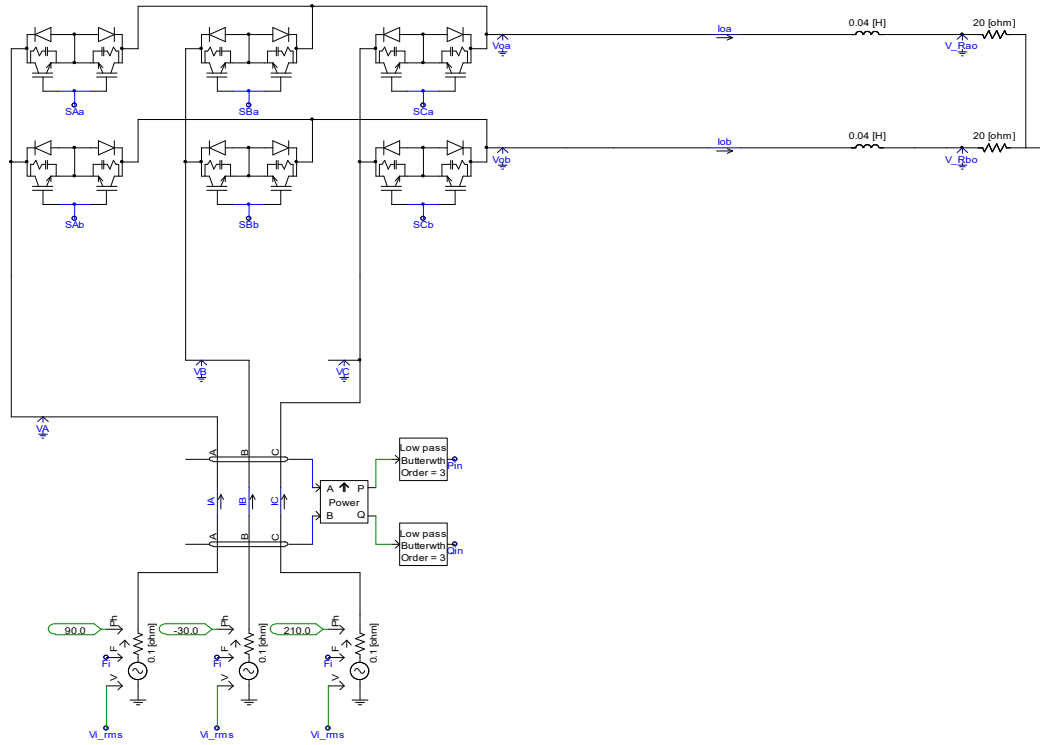 0.04 [H]
20 [ohm]
Ioa
Voa
V_Rao
SAa
SBa
SCa
0.04 [H]
20 [ohm]
Iob
Vob
V_Rbo
SAb
SBb
SCb
VB
VC
VA
A
B
C
Low pass
Butterwth
Order = 3
Pin
A
P
Power
B
Q
IA
IB
IC
A
B
C
Low pass
Butterwth
Order = 3
Qin
90.0
Ph
-30.0
Ph
210.0
Ph
F
0.1 [ohm]
F
0.1 [ohm]
F
0.1 [ohm]
Fi
Fi
Fi
V
V
V
Vi_rms
Vi_rms
Vi_rms